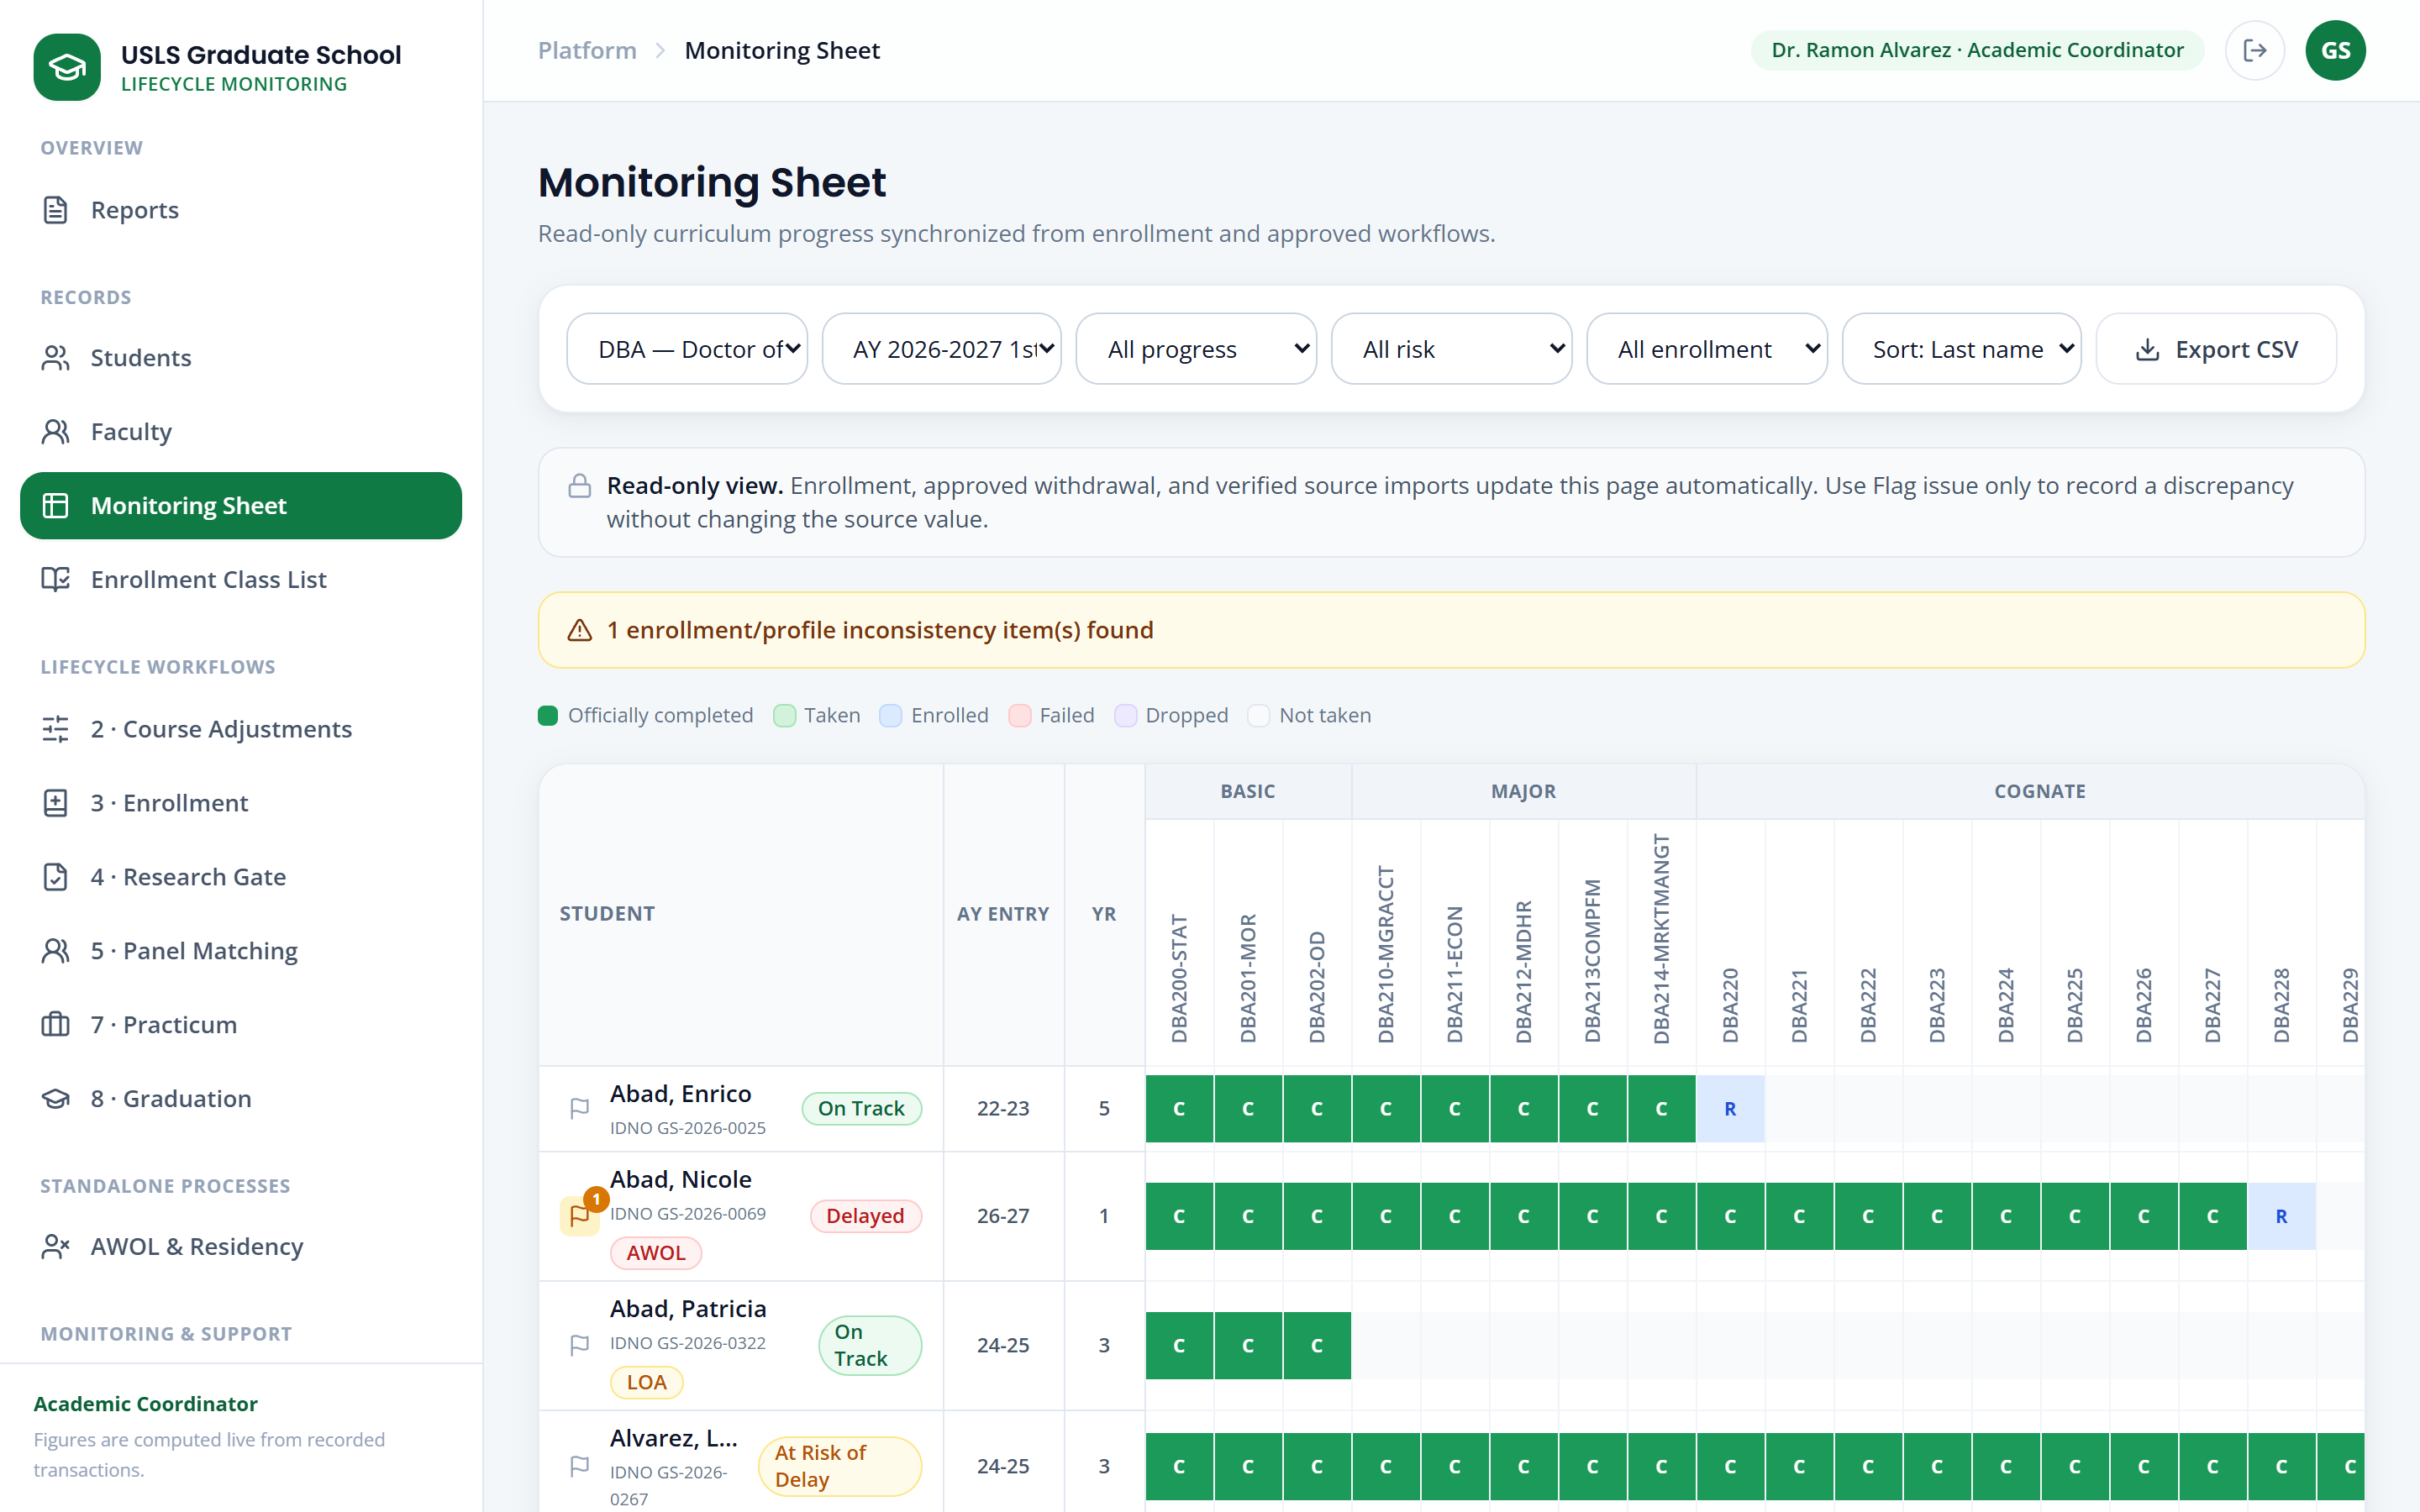 USLS Graduate School
LIFECYCLE MONITORING
OVERVIEW
Reports
RECORDS
Students
Faculty
Monitoring Sheet
Enrollment Class List
LIFECYCLE WORKFLOWS
2 · Course Adjustments
3 · Enrollment
4 · Research Gate
5 · Panel Matching
7 · Practicum
8 · Graduation
STANDALONE PROCESSES
AWOL & Residency
MONITORING & SUPPORT
Academic Coordinator
Figures are computed live from recorded
transactions.
Platform > Monitoring Sheet
Dr. Ramon Alvarez · Academic Coordinator
GS
Monitoring Sheet
Read-only curriculum progress synchronized from enrollment and approved workflows.
DBA — Doctor of
AY 2026-2027 1st
All progress
All risk
All enrollment
Sort: Last name
Export CSV
Read-only view. Enrollment, approved withdrawal, and verified source imports update this page automatically. Use Flag issue only to record a discrepancy
without changing the source value.
1 enrollment/profile inconsistency item(s) found
Officially completed Taken Enrolled Failed Dropped Not taken
STUDENT AY ENTRY YR BASIC MAJOR COGNATE
DBA200-STAT
DBA201-MOR
DBA202-OD
DBA210-MGRACCT
DBA211-ECON
DBA212-MDHR
DBA213COMPFM
DBA214-MRKTMANGT
DBA220
DBA221
DBA222
DBA223
DBA224
DBA225
DBA226
DBA227
DBA228
DBA229
Abad, Enrico
IDNO GS-2026-0025
On Track
22-23 5 C C C C C C C C R
1
Abad, Nicole
IDNO GS-2026-0069
AWOL
Delayed
26-27 1 C C C C C C C C C C C C C C C C R
Abad, Patricia
IDNO GS-2026-0322
LOA
On
Track
24-25 3 C C C
Alvarez, L...
IDNO GS-2026-
0267
At Risk of
Delay
24-25 3 C C C C C C C C C C C C C C C C C C